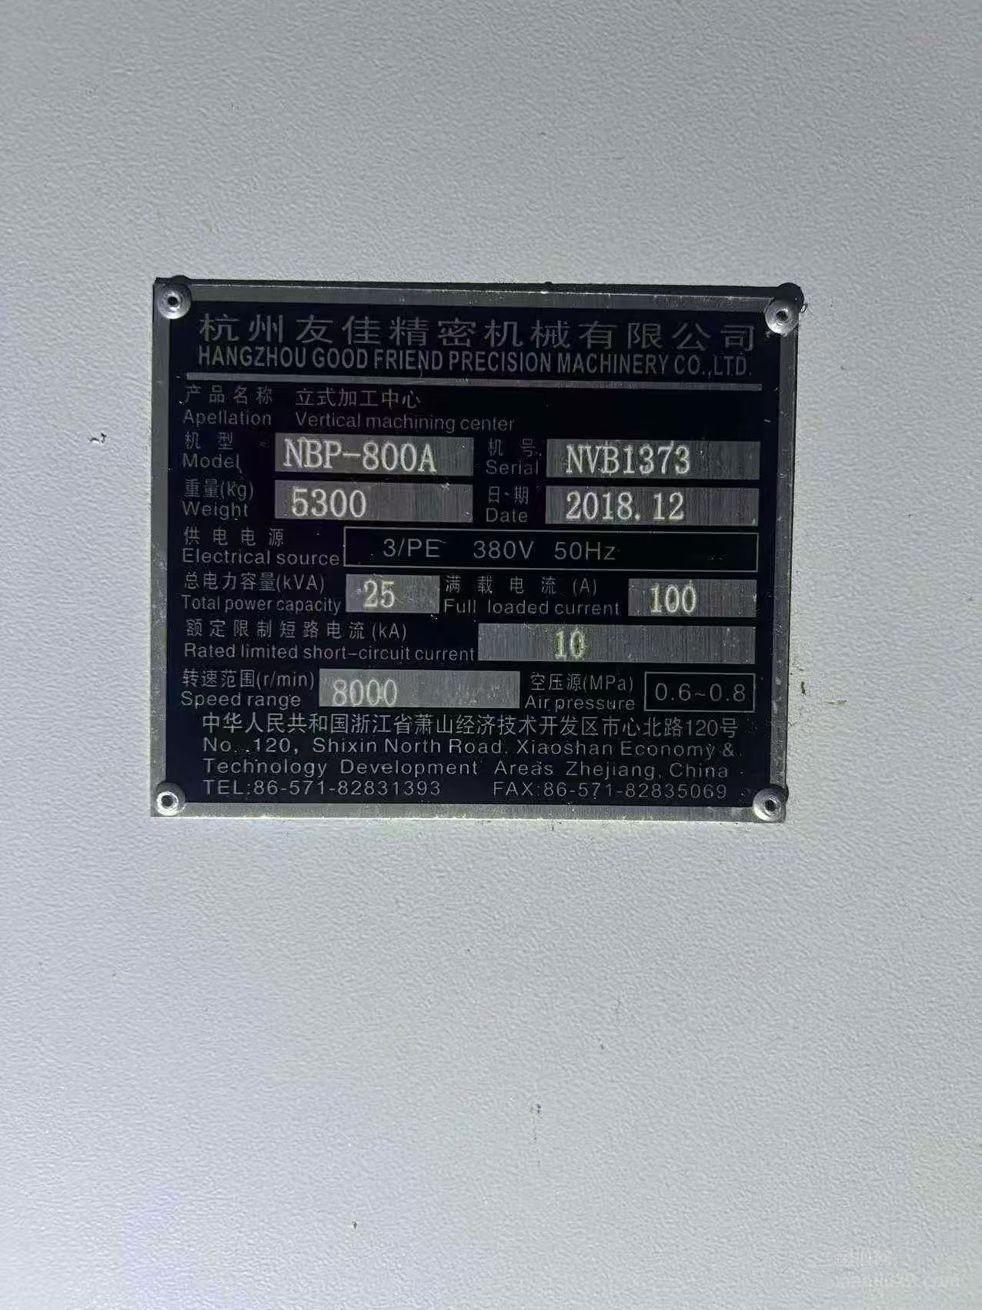 杭州友佳精密机械有限公司
HANGZHOU GOOD FRIEND PRECISION MACHINERY CO.,LTD.
产品名称 立式加工中心
Apellation Vertical machining center
机型 NBP-800A 机号 NVB1373
Model Serial
重量(kg) 5300 日期 2018.12
Weight Date
供电电源 3/PE 380V 50Hz
Electrical source
总电力容量(kVA) 25 满载电流(A) 100
Total power capacity Full loaded current
额定限制短路电流(kA) 10
Rated limited short-circuit current
转速范围(r/min) 8000 空压源(MPa) 0.6~0.8
Speed range Air pressure
中华人民共和国浙江省萧山经济技术开发区市心北路120号
No. .120, Shixin North Road, Xiaoshan Economy &
Technology Development Areas Zhejiang, China
TEL:86-571-82831393 FAX:86-571-82835069